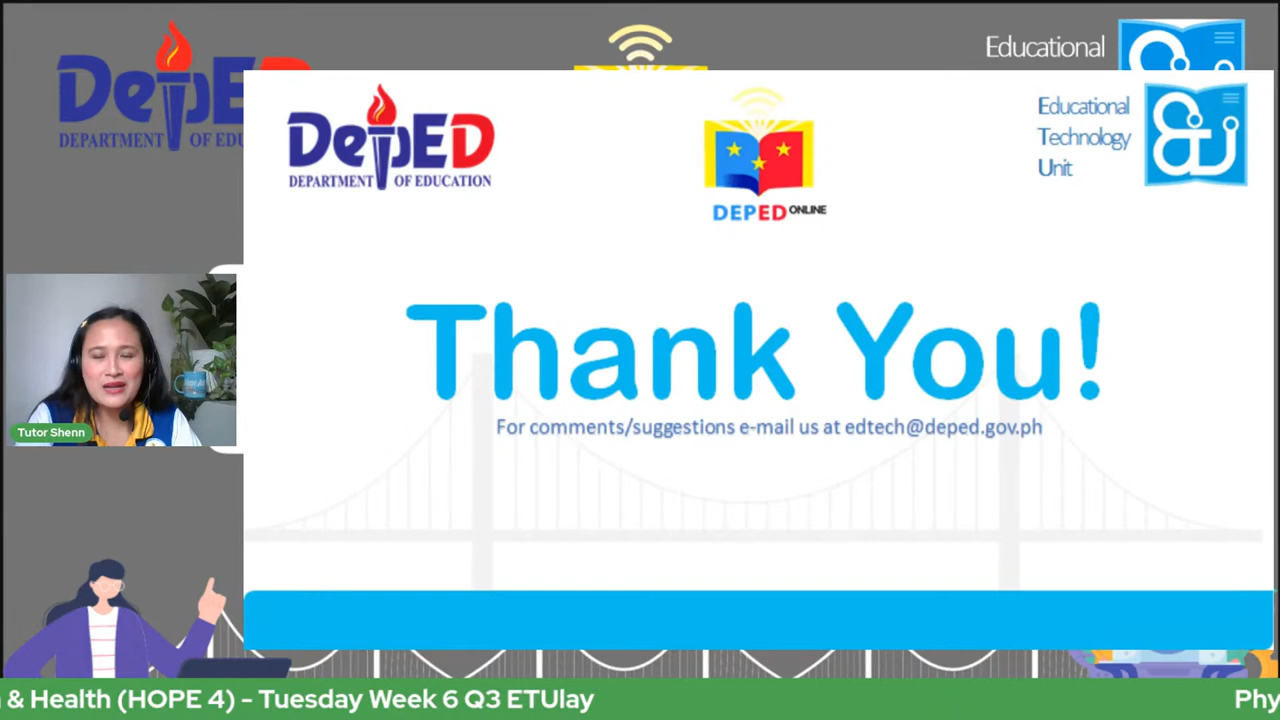 Educational
DepED
DEPARTMENT OF EDU
DepED
DEPARTMENT OF EDUCATION
DEPED ONLINE
Educational
Technology
Unit
Thank You!
For comments/suggestions e-mail us at edtech@deped.gov.ph
Tutor Shenn
& Health (HOPE 4) - Tuesday Week 6 Q3 ETUlay
Phy